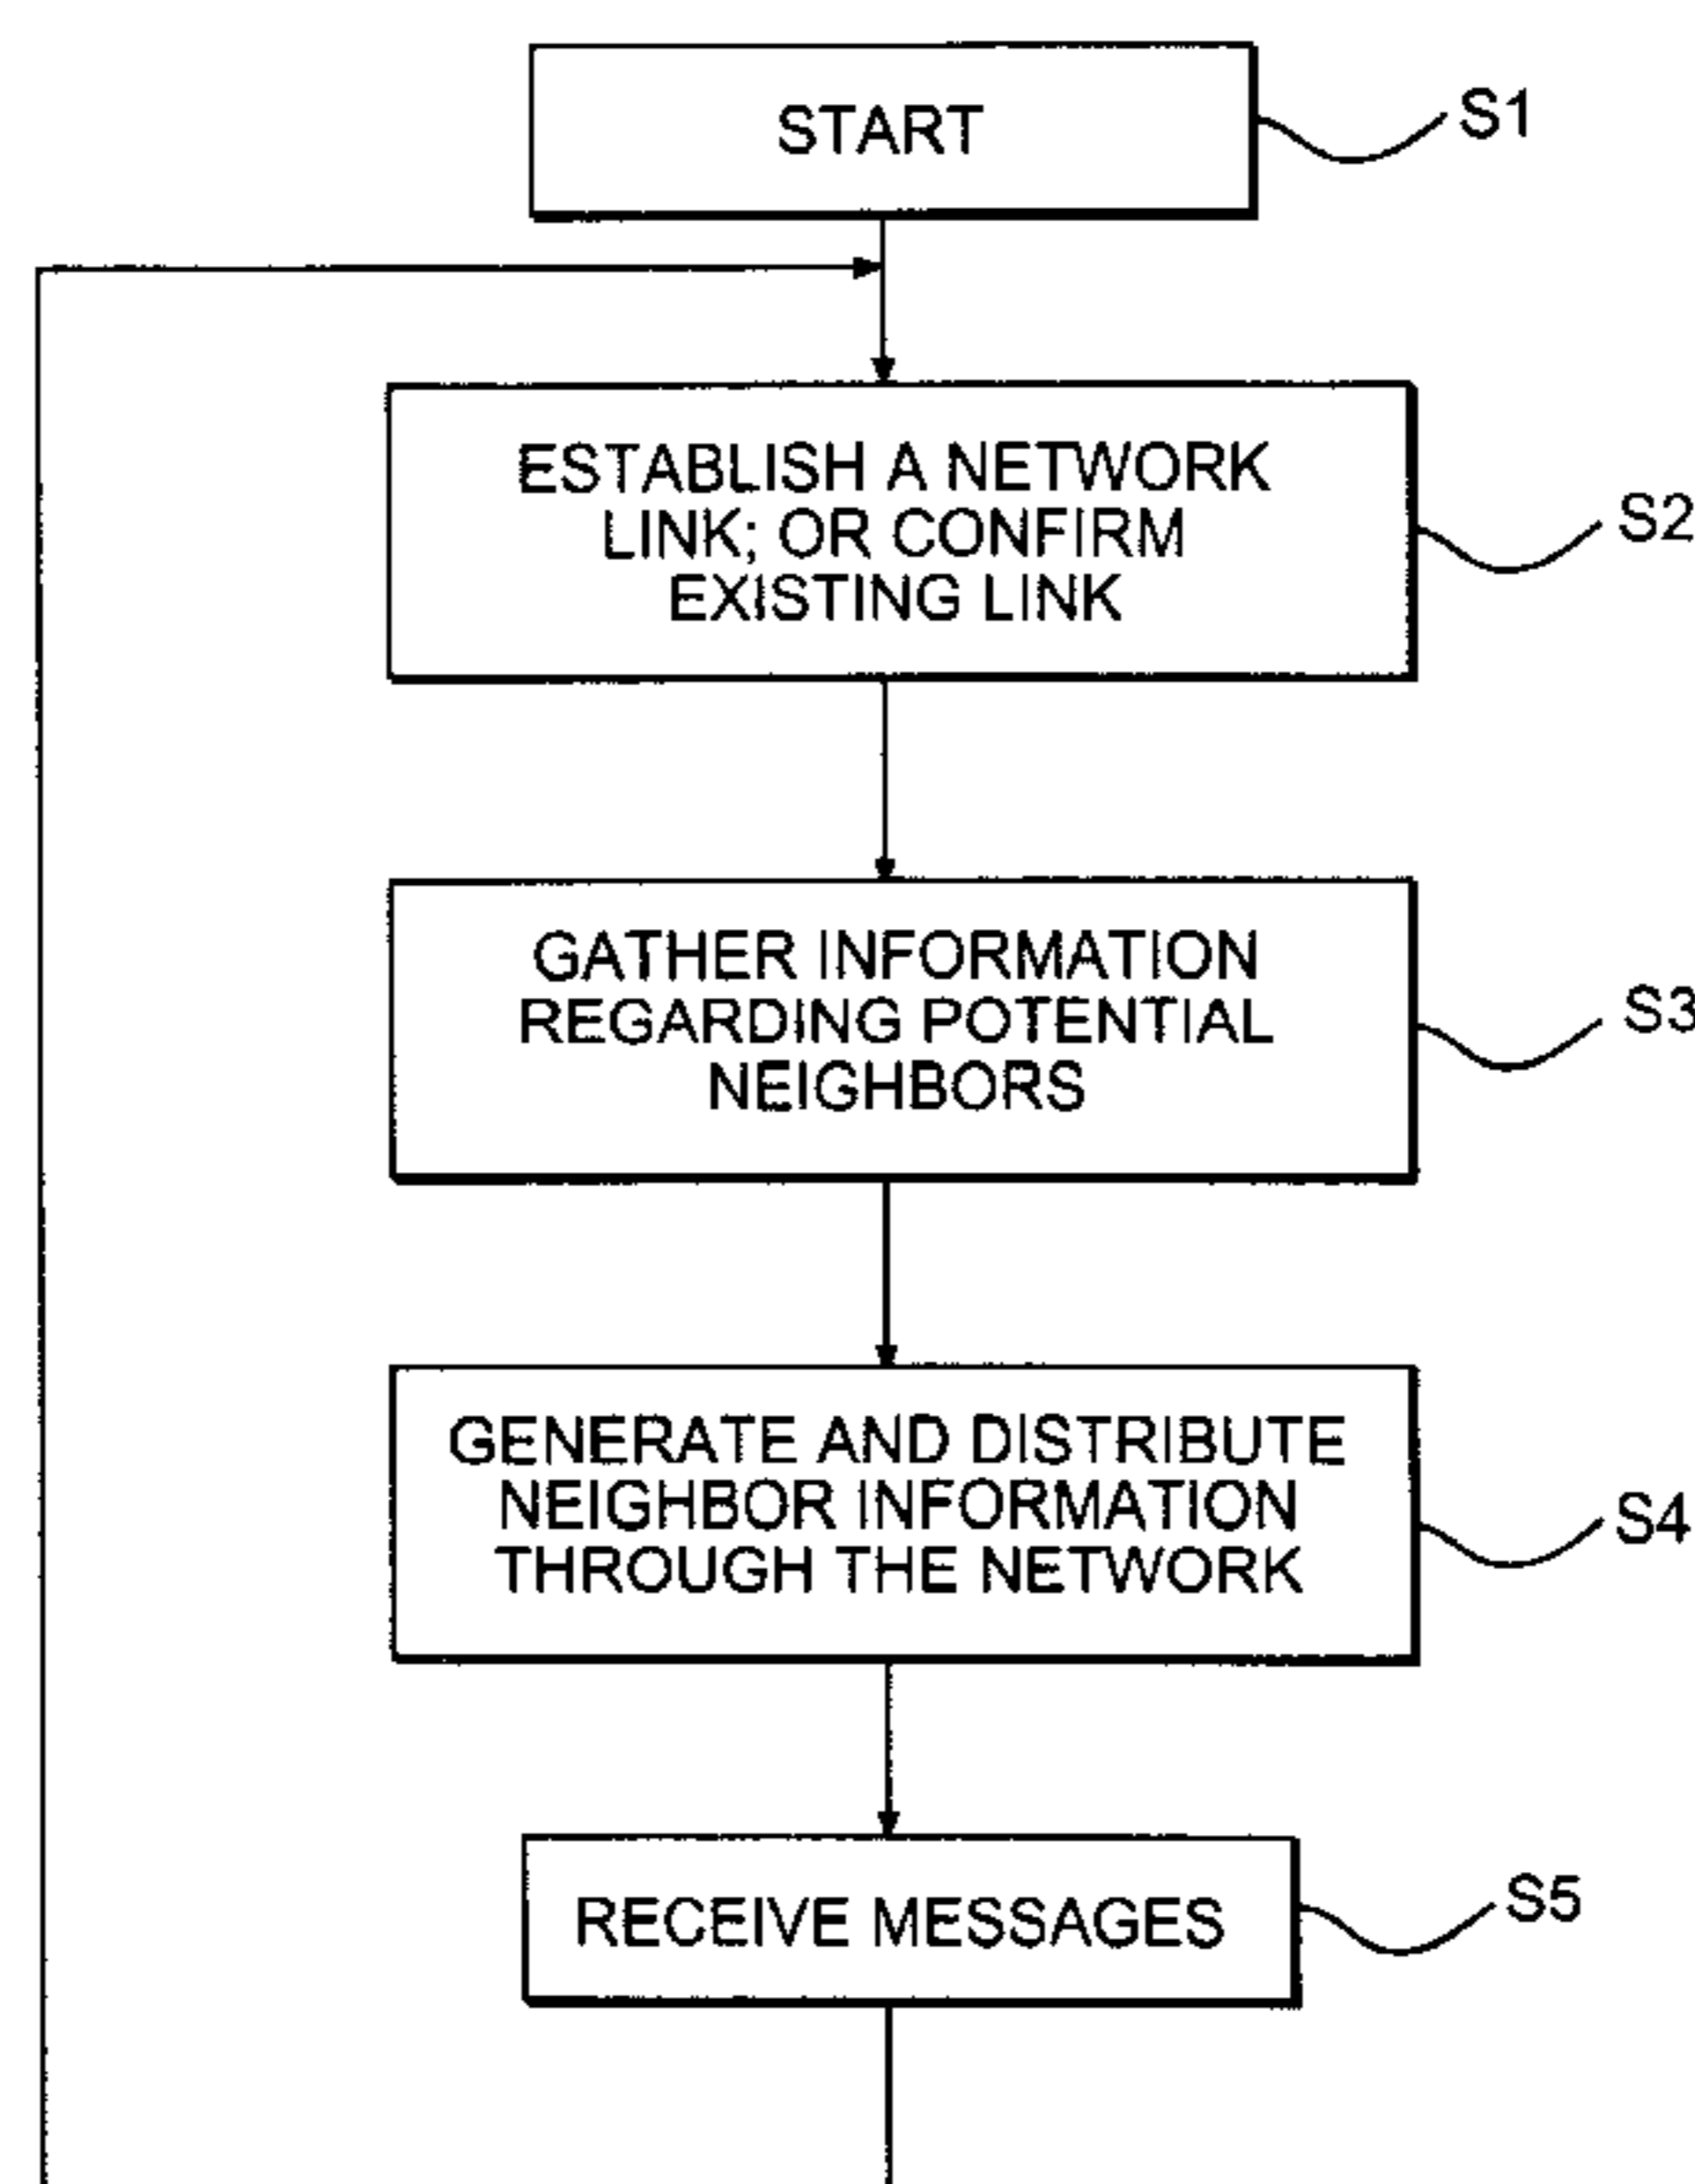 START
S1
ESTABLISH A NETWORK
LINK; OR CONFIRM
EXISTING LINK
S2
GATHER INFORMATION
REGARDING POTENTIAL
NEIGHBORS
S3
GENERATE AND DISTRIBUTE
NEIGHBOR INFORMATION
THROUGH THE NETWORK
S4
RECEIVE MESSAGES
S5